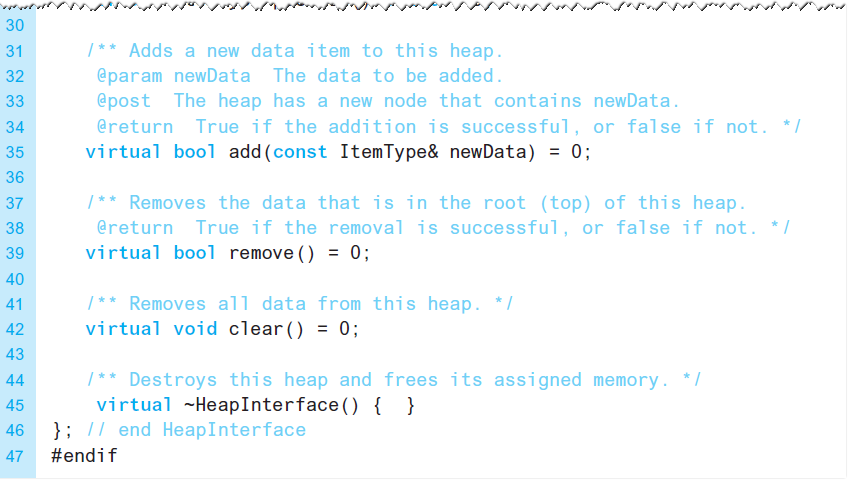 30
31 /** Adds a new data item to this heap.
32 @param newData The data to be added.
33 @post The heap has a new node that contains newData.
34 @return True if the addition is successful, or false if not. */
35 virtual bool add(const ItemType& newData) = 0;
36
37 /** Removes the data that is in the root (top) of this heap.
38 @return True if the removal is successful, or false if not. */
39 virtual bool remove() = 0;
40
41 /** Removes all data from this heap. */
42 virtual void clear() = 0;
43
44 /** Destroys this heap and frees its assigned memory. */
45 virtual ~HeapInterface() { }
46 }; // end HeapInterface
47 #endif